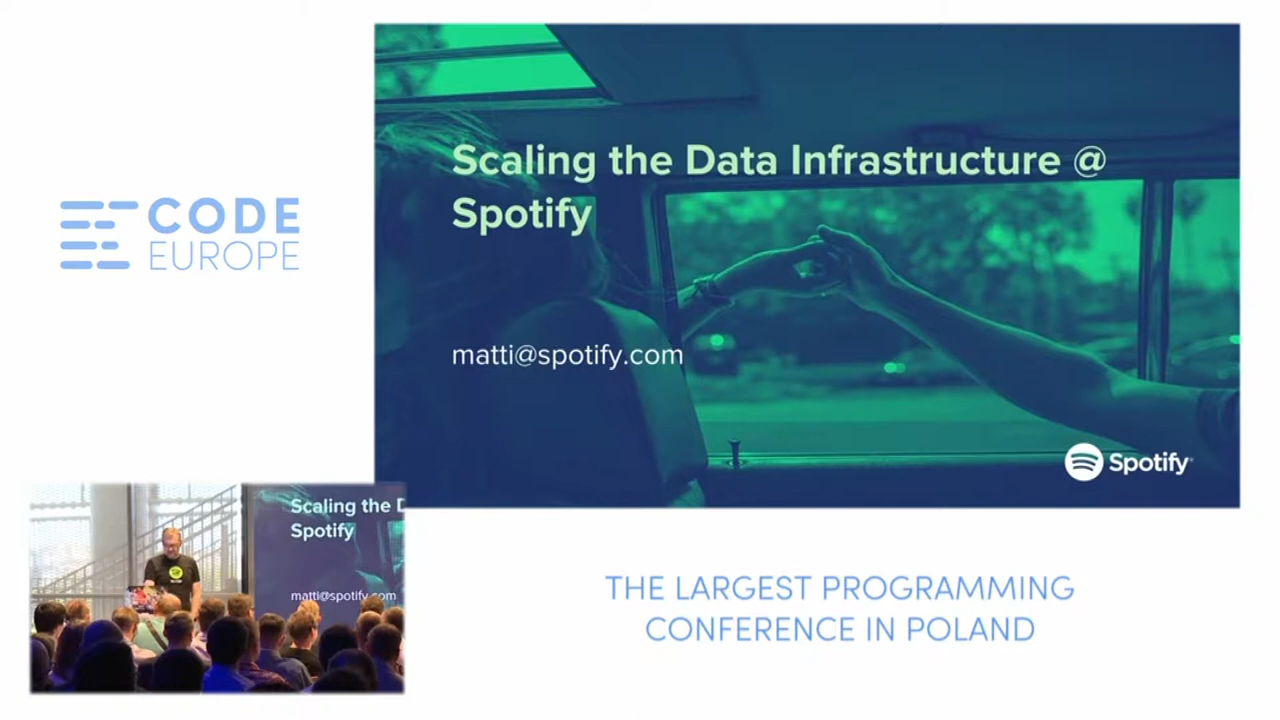 CODE
EUROPE
Scaling the Data Infrastructure @
Spotify
matti@spotify.com
Spotify
Scaling the D
Spotify
matti@spotify.com
THE LARGEST PROGRAMMING
CONFERENCE IN POLAND